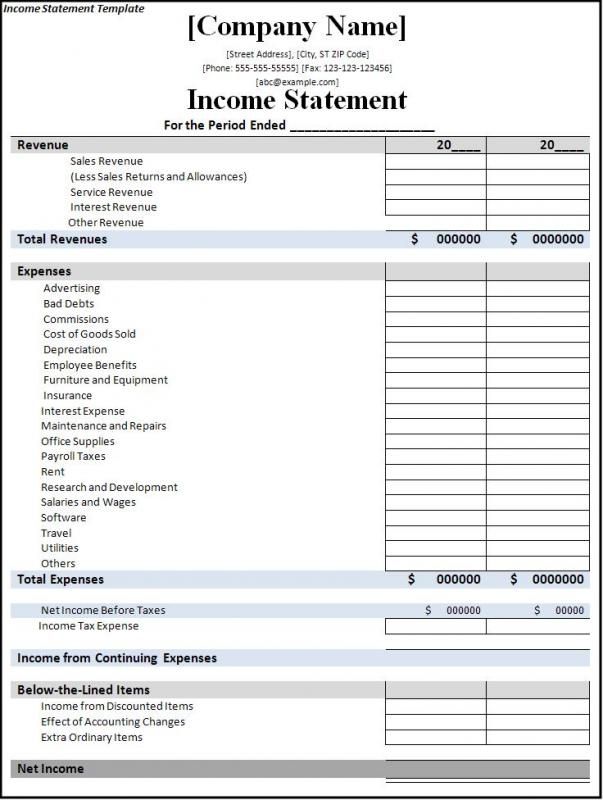 Income Statement Template
[Company Name]
[Street Address], [City, ST ZIP Code]
[Phone: 555-555-55555] [Fax: 123-123-123456]
[abc@example.com]
Income Statement
For the Period Ended ____________________
Revenue 20____ 20____
Sales Revenue
(Less Sales Returns and Allowances)
Service Revenue
Interest Revenue
Other Revenue
Total Revenues $ 000000 $ 0000000
Expenses
Advertising
Bad Debts
Commissions
Cost of Goods Sold
Depreciation
Employee Benefits
Furniture and Equipment
Insurance
Interest Expense
Maintenance and Repairs
Office Supplies
Payroll Taxes
Rent
Research and Development
Salaries and Wages
Software
Travel
Utilities
Others
Total Expenses $ 000000 $ 0000000
Net Income Before Taxes $ 000000 $ 00000
Income Tax Expense
Income from Continuing Expenses
Below-the-Lined Items
Income from Discounted Items
Effect of Accounting Changes
Extra Ordinary Items
Net Income